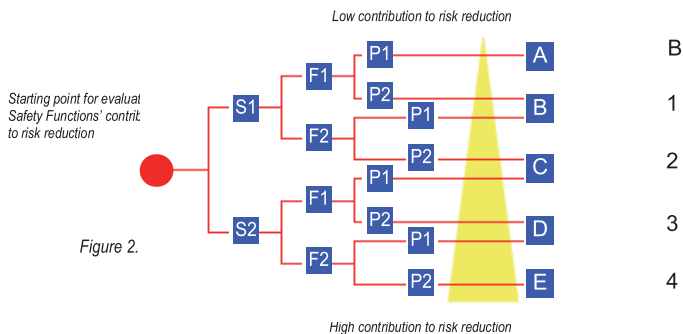 Low contribution to risk reduction
P1
A
B
F1
Starting point for evaluat
P2
1
S1
B
Safety Functions' contrib
P1
to risk reduction
F2
P2
C
2
P1
F1
P2
3
S2
D
P1
Figure 2.
F2
P2
E
4
High contribution to risk reduction